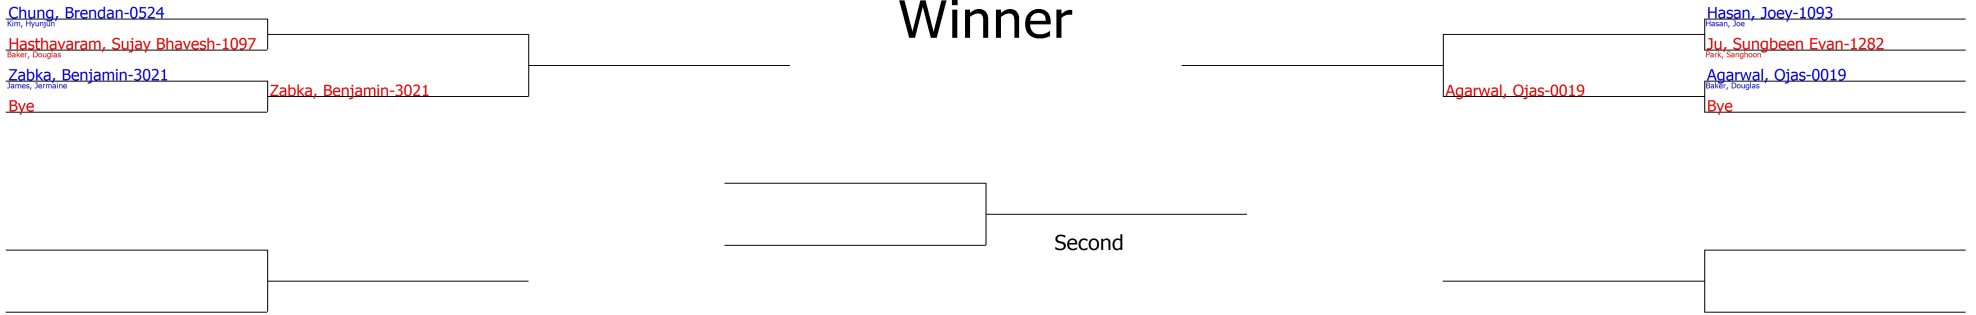 Winner
Chung, Brendan-0524
Kim, Hyunjun
Hasthavaram, Sujay Bhavesh-1097
Baker, Douglas
Zabka, Benjamin-3021
James, Jermaine
Bye
Zabka, Benjamin-3021
Hasan, Joey-1093
Hasan, Joe
Ju, Sungbeen Evan-1282
Park, Sanghoon
Agarwal, Ojas-0019
Baker, Douglas
Bye
Agarwal, Ojas-0019
Second